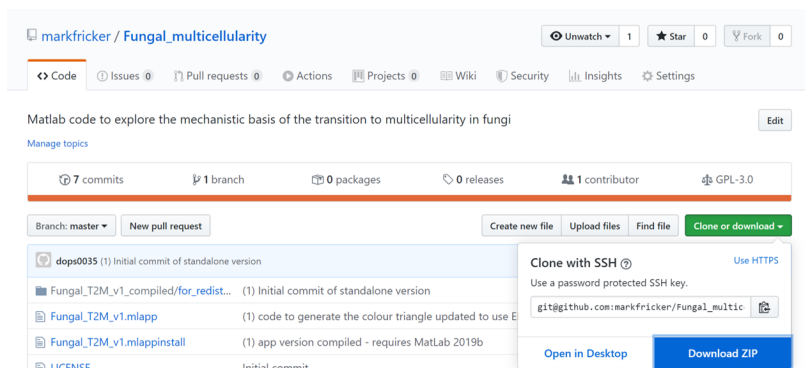 markfricker / Fungal_multicellularity
Unwatch 1 Star 0 Fork 0
Code Issues 0 Pull requests 0 Actions Projects 0 Wiki Security Insights Settings
Matlab code to explore the mechanistic basis of the transition to multicellularity in fungi
Edit
Manage topics
7 commits 1 branch 0 packages 0 releases 1 contributor GPL-3.0
Branch: master New pull request Create new file Upload files Find file Clone or download
dops0035 (1) Initial commit of standalone version
Clone with SSH ? Use HTTPS
Use a password protected SSH key.
Fungal_T2M_v1_compiled/for_redist... (1) Initial commit of standalone version
git@github.com:markfricker/Fungal_multic
Fungal_T2M_v1.mlapp (1) code to generate the colour triangle updated to use E
Fungal_T2M_v1.mlappinstall (1) app version compiled - requires MatLab 2019b
Open in Desktop Download ZIP
LICENSE Initial commit